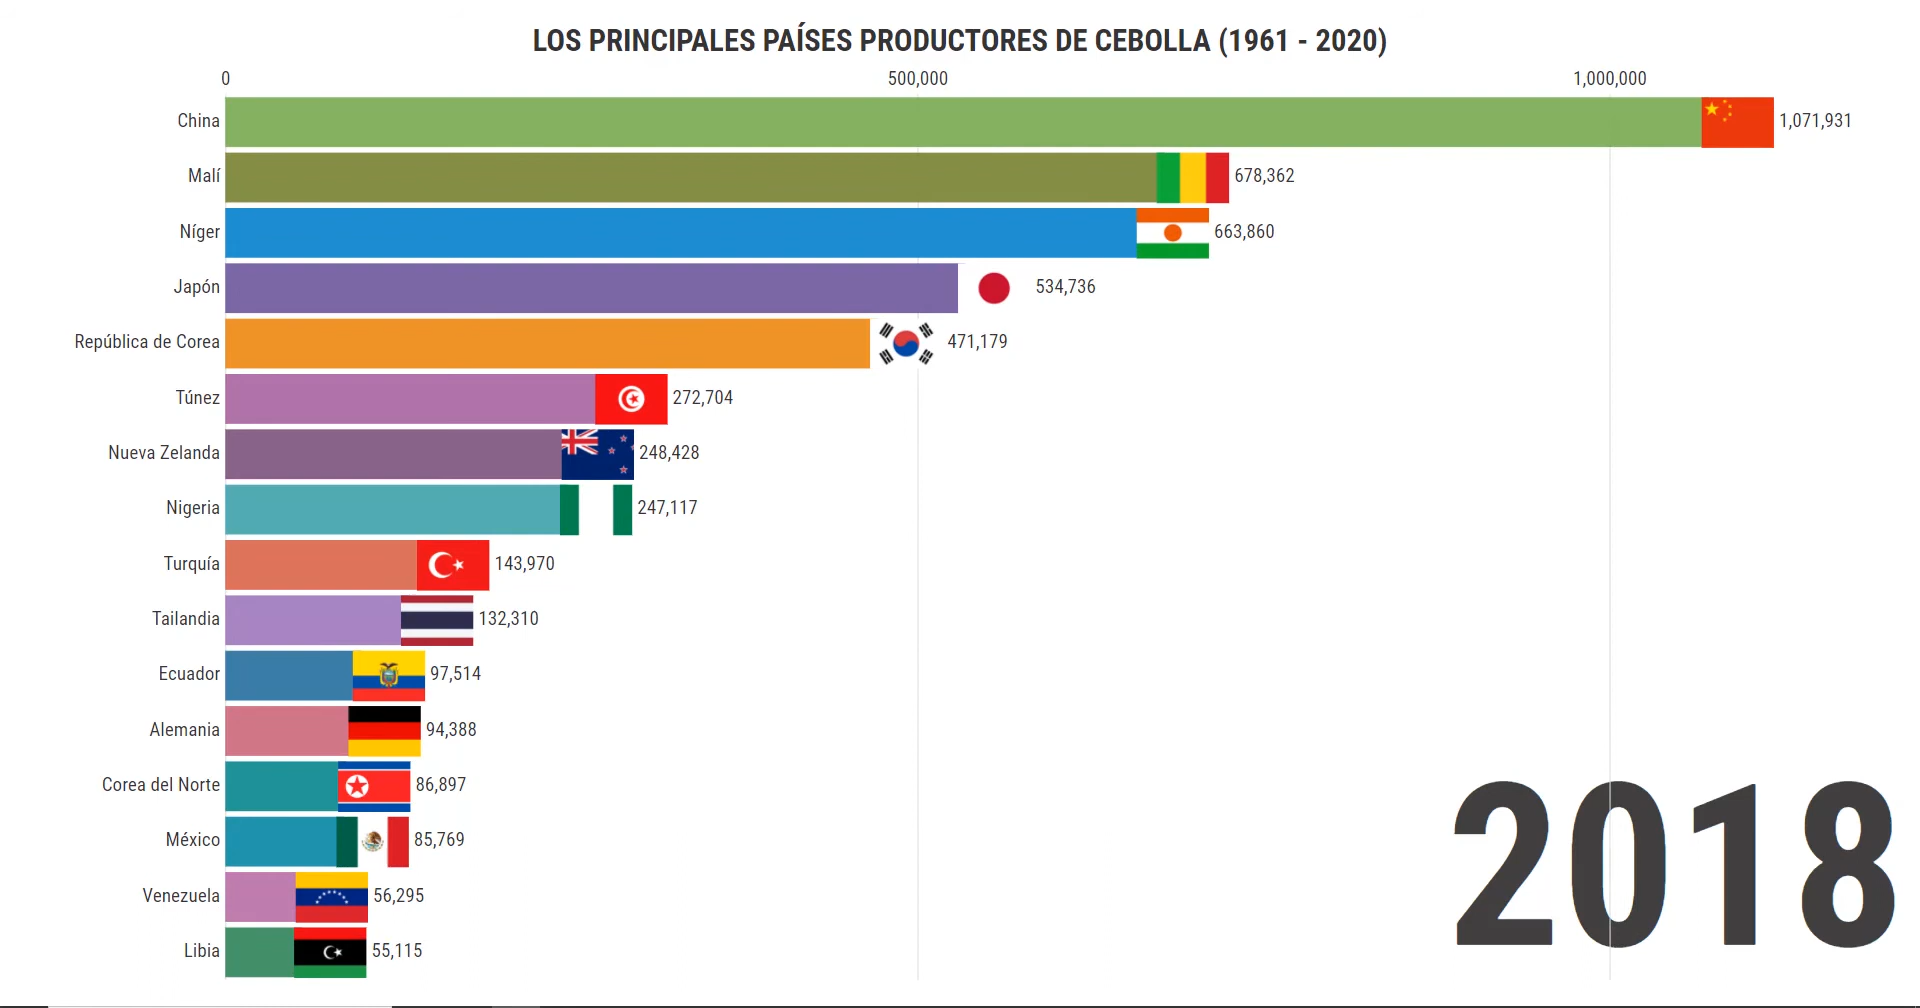 LOS PRINCIPALES PAÍSES PRODUCTORES DE CEBOLLA (1961 - 2020)
0 500,000 1,000,000
China 1,071,931
Malí 678,362
Níger 663,860
Japón 534,736
República de Corea 471,179
Túnez 272,704
Nueva Zelanda 248,428
Nigeria 247,117
Turquía 143,970
Tailandia 132,310
Ecuador 97,514
Alemania 94,388
Corea del Norte 86,897
México 85,769
Venezuela 56,295
Libia 55,115
2018